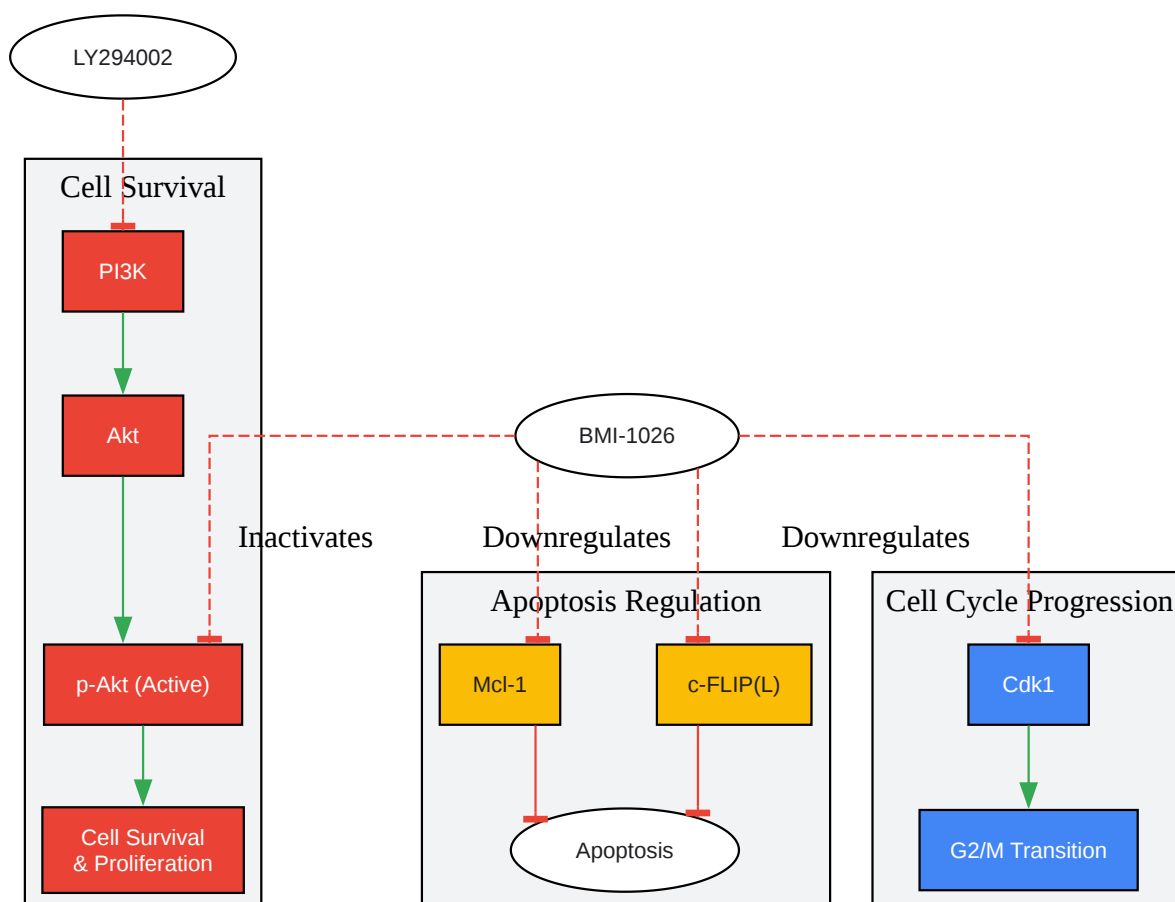 LY294002
Cell Survival
PI3K
Akt
BMI-1026
Inactivates
Downregulates
Downregulates
Apoptosis Regulation
Cell Cycle Progression
p-Akt (Active)
Mcl-1
c-FLIP(L)
Cdk1
Cell Survival
& Proliferation
Apoptosis
G2/M Transition